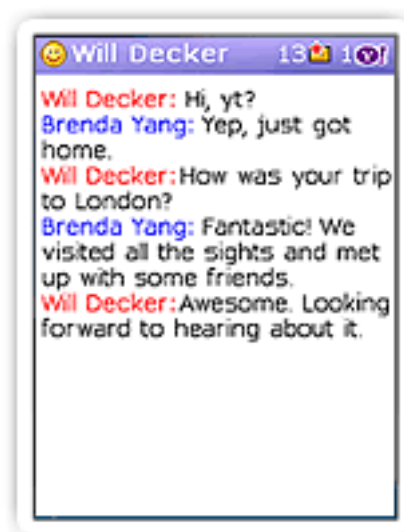 Will Decker 13 1 Y!
Will Decker: Hi, yt?
Brenda Yang: Yep, just got
home.
Will Decker:How was your trip
to London?
Brenda Yang: Fantastic! We
visited all the sights and met
up with some friends.
Will Decker:Awesome. Looking
forward to hearing about it.